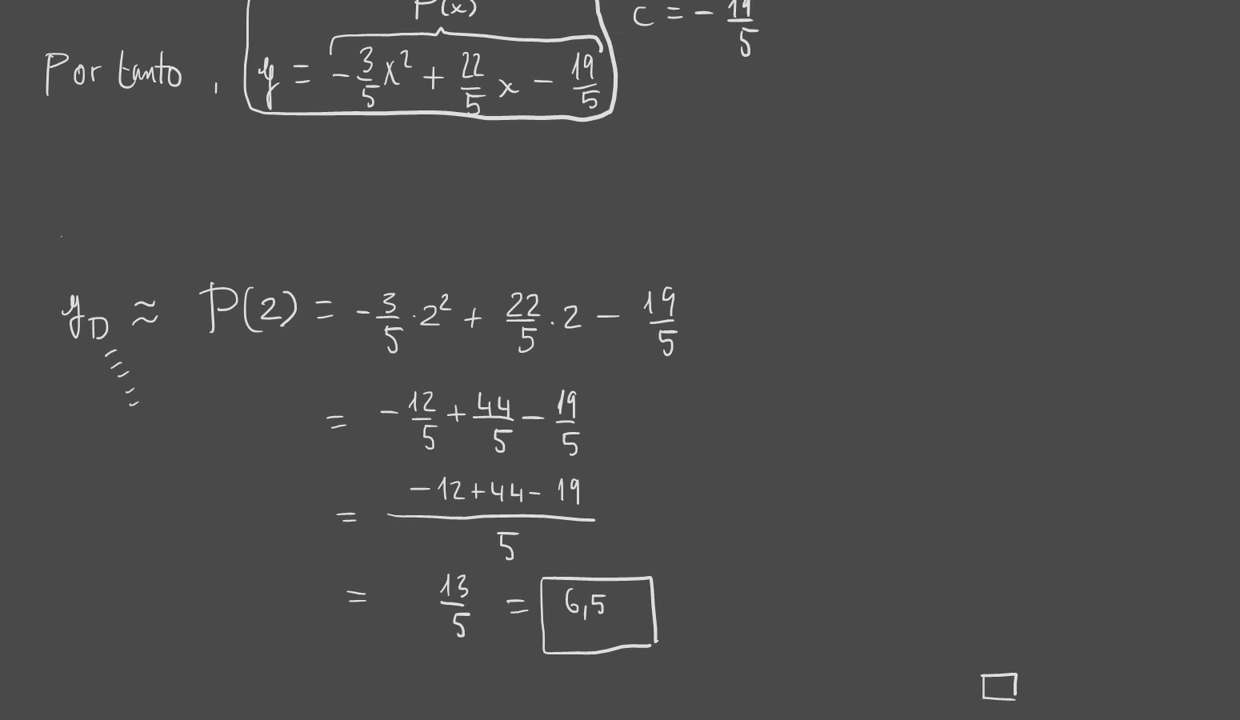 P(x)
c = - 19/5
Por tanto, y = - 3/5 x² + 22/5 x - 19/5
y_D ≈ P(2) = - 3/5 · 2² + 22/5 · 2 - 19/5
= - 12/5 + 44/5 - 19/5
= (-12+44-19)/5
= 13/5 = 6,5